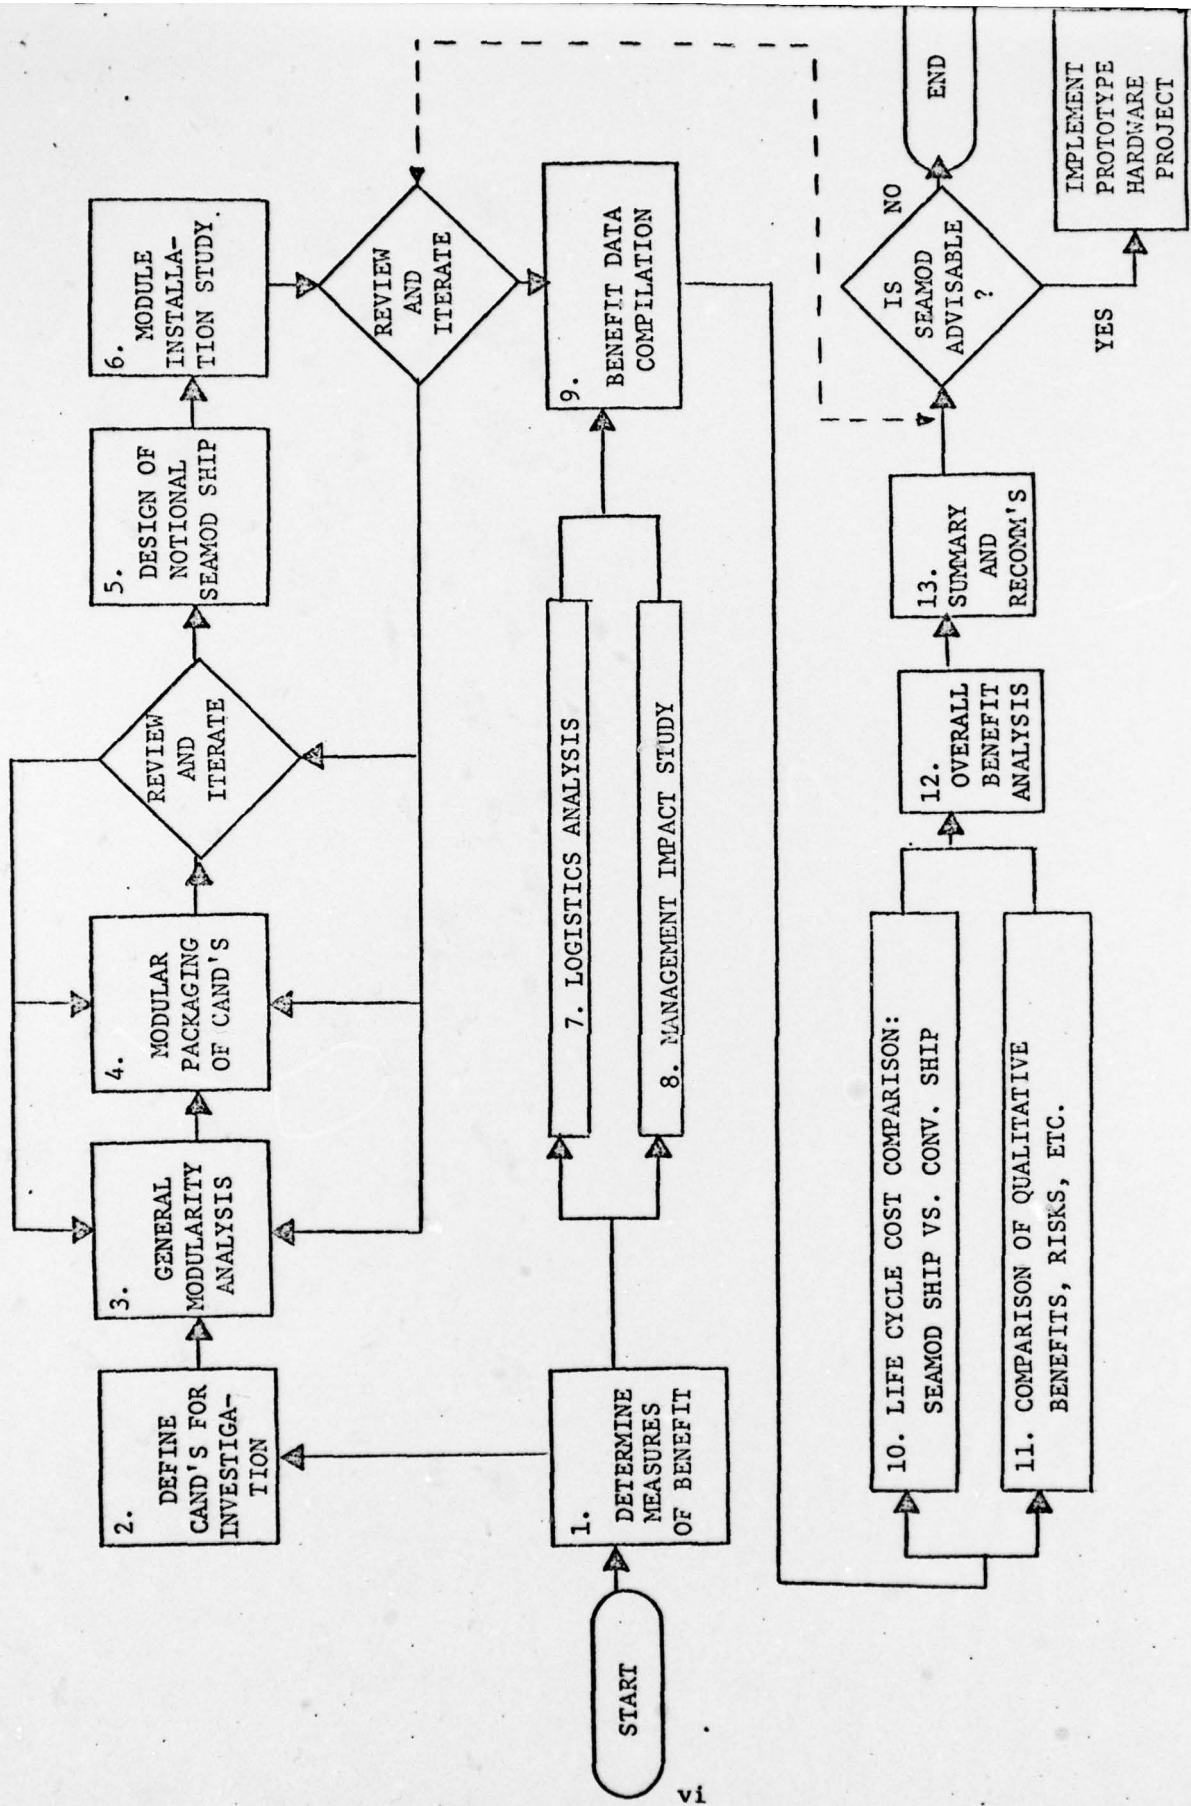 START
1.
DETERMINE
MEASURES
OF BENEFIT
2.
DEFINE
CAND'S FOR
INVESTIGA-
TION
3.
GENERAL
MODULARITY
ANALYSIS
4.
MODULAR
PACKAGING
OF CAND'S
REVIEW
AND
ITERATE
5.
DESIGN OF
NOTIONAL
SEAMOD SHIP
6.
MODULE
INSTALLA-
TION STUDY
REVIEW
AND
ITERATE
7. LOGISTICS ANALYSIS
8. MANAGEMENT IMPACT STUDY
9.
BENEFIT DATA
COMPILATION
10. LIFE CYCLE COST COMPARISON:
SEAMOD SHIP VS. CONV. SHIP
11. COMPARISON OF QUALITATIVE
BENEFITS, RISKS, ETC.
12.
OVERALL
BENEFIT
ANALYSIS
13.
SUMMARY
AND
RECOMM'S
IS
SEAMOD
ADVISABLE
?
NO
END
YES
IMPLEMENT
PROTOTYPE
HARDWARE
PROJECT
vi